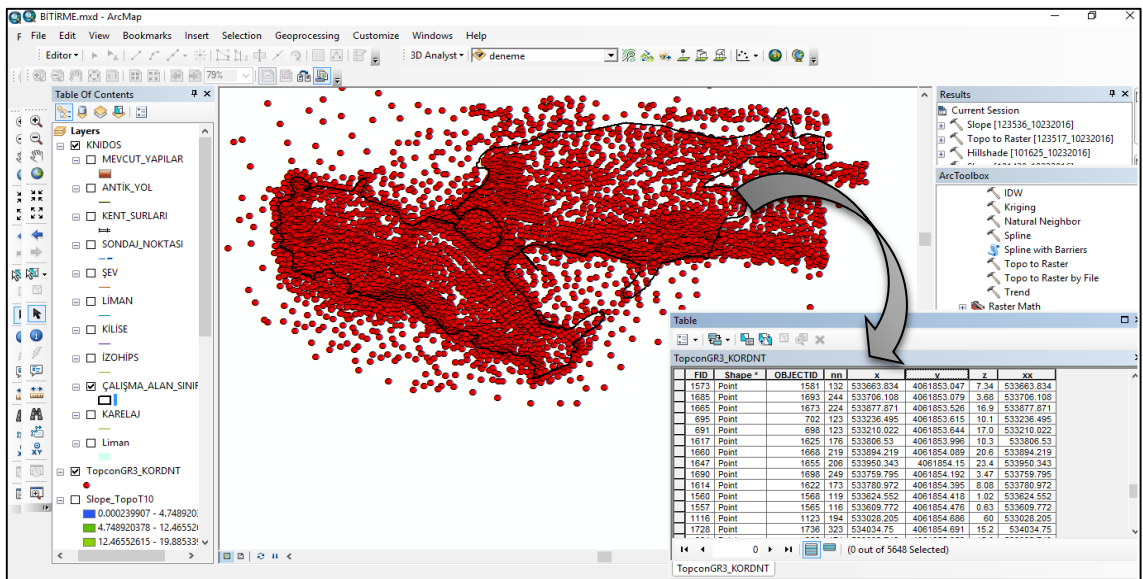 BİTİRME.mxd - ArcMap
File Edit View Bookmarks Insert Selection Geoprocessing Customize Windows Help
Editor 3D Analyst deneme
79%
Table Of Contents
Layers
KNIDOS
MEVCUT_YAPILAR
ANTİK_YOL
KENT_SURLARI
SONDAJ_NOKTASI
ŞEV
LİMAN
KİLİSE
İZOHİPS
ÇALIŞMA_ALAN_SINIF
KARELAJ
Liman
TopconGR3_KORDNT
Slope_TopoT10
0.000239907 - 4.748920
4.748920378 - 12.46552
12.46552615 - 19.88533
Results
Current Session
Slope [123536_10232016]
Topo to Raster [123517_10232016]
Hillshade [101625_10232016]
ArcToolbox
IDW
Kriging
Natural Neighbor
Spline
Spline with Barriers
Topo to Raster
Topo to Raster by File
Trend
Raster Math
Table
TopconGR3_KORDNT
FID Shape * OBJECTID nn x y z xx
1573 Point 1581 132 533663.834 4061853.047 7.34 533663.834
1685 Point 1693 244 533706.108 4061853.079 3.68 533706.108
1665 Point 1673 224 533877.871 4061853.526 16.9 533877.871
695 Point 702 123 533236.495 4061853.615 10.1 533236.495
691 Point 698 123 533210.022 4061853.644 17.0 533210.022
1617 Point 1625 176 533806.53 4061853.996 10.3 533806.53
1660 Point 1668 219 533894.219 4061854.089 20.6 533894.219
1647 Point 1655 206 533950.343 4061854.15 23.4 533950.343
1690 Point 1698 249 533759.795 4061854.192 3.47 533759.795
1614 Point 1622 173 533780.972 4061854.395 8.08 533780.972
1560 Point 1568 119 533624.552 4061854.418 1.02 533624.552
1557 Point 1565 116 533609.772 4061854.476 0.63 533609.772
1116 Point 1123 194 533028.205 4061854.686 60 533028.205
1728 Point 1736 323 534034.75 4061854.691 15.2 534034.75
0 (0 out of 5648 Selected)
TopconGR3_KORDNT